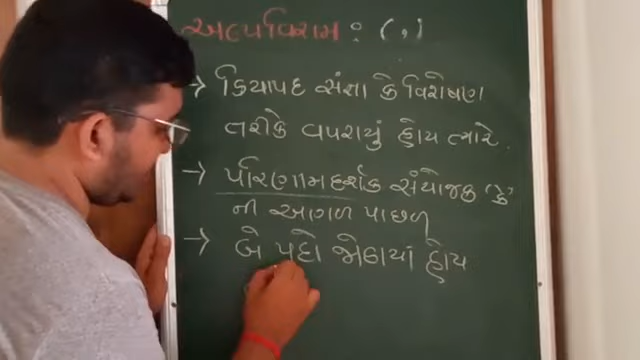 અલ્પવિરામ : ( , )
→ ક્રિયાપદ સંજ્ઞા કે વિશેષણ
તરીકે વપરાયું હોય ત્યારે.
→ પરિણામદર્શક સંયોજક 'કે'
ની આગળ પાછળ
→ બે પદો જોડાયાં હોય